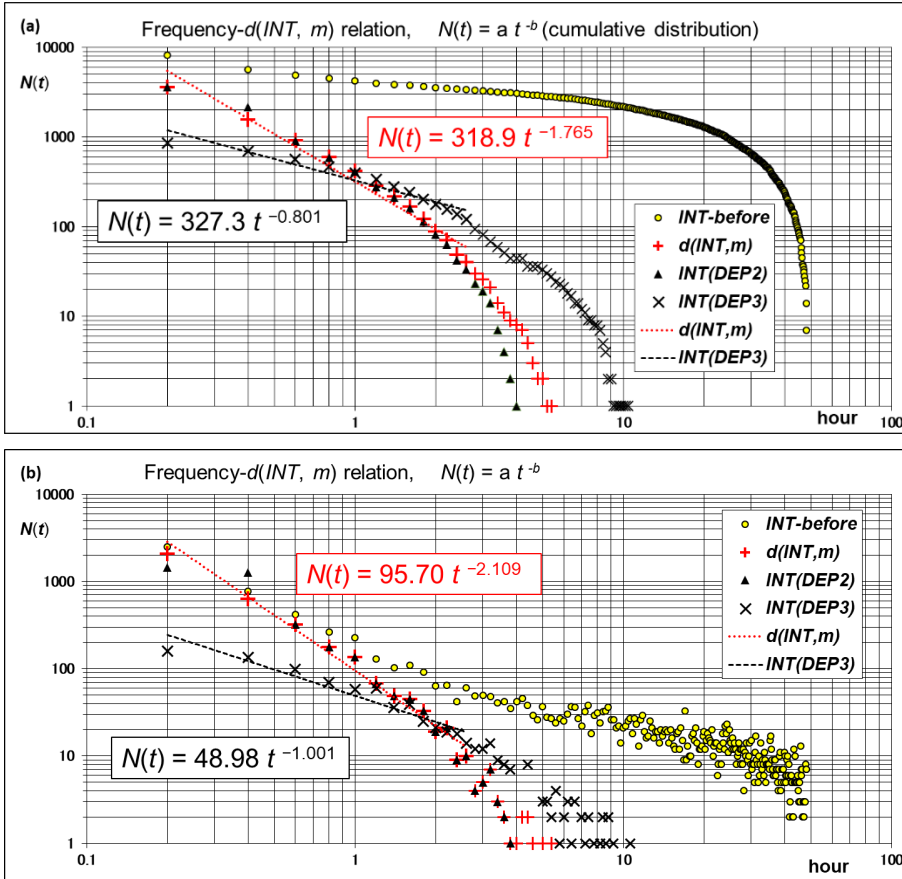 (a) Frequency-d(INT, m) relation, N(t) = a t -b (cumulative distribution)
10000
N(t)
1000
100
10
1
N(t) = 318.9 t −1.765
N(t) = 327.3 t −0.801
INT-before
d(INT,m)
INT(DEP2)
INT(DEP3)
d(INT,m)
INT(DEP3)
0.1 1 10 hour 100
(b) Frequency-d(INT, m) relation, N(t) = a t -b
10000
N(t)
1000
100
10
1
N(t) = 95.70 t −2.109
N(t) = 48.98 t −1.001
INT-before
d(INT,m)
INT(DEP2)
INT(DEP3)
d(INT,m)
INT(DEP3)
0.1 1 10 hour 100